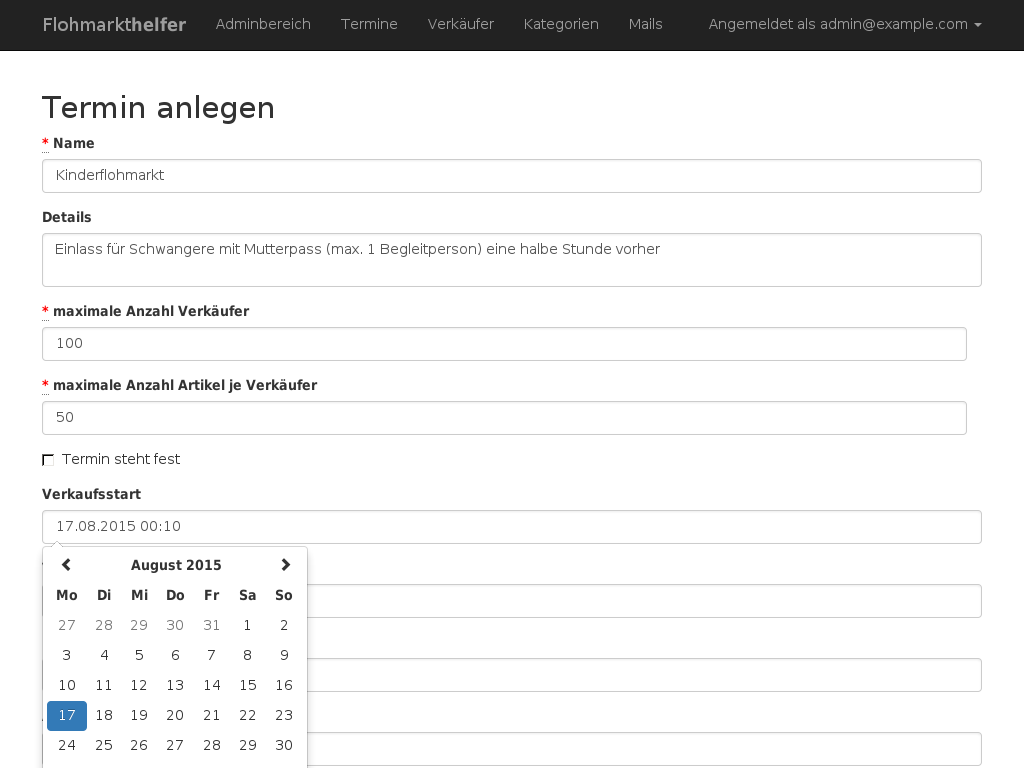 Flohmarkthelfer Adminbereich Termine Verkäufer Kategorien Mails Angemeldet als admin@example.com
Termin anlegen
* Name
Kinderflohmarkt
Details
Einlass für Schwangere mit Mutterpass (max. 1 Begleitperson) eine halbe Stunde vorher
* maximale Anzahl Verkäufer
100
* maximale Anzahl Artikel je Verkäufer
50
Termin steht fest
Verkaufsstart
17.08.2015 00:10
August 2015
Mo Di Mi Do Fr Sa So
27 28 29 30 31 1 2
3 4 5 6 7 8 9
10 11 12 13 14 15 16
17 18 19 20 21 22 23
24 25 26 27 28 29 30